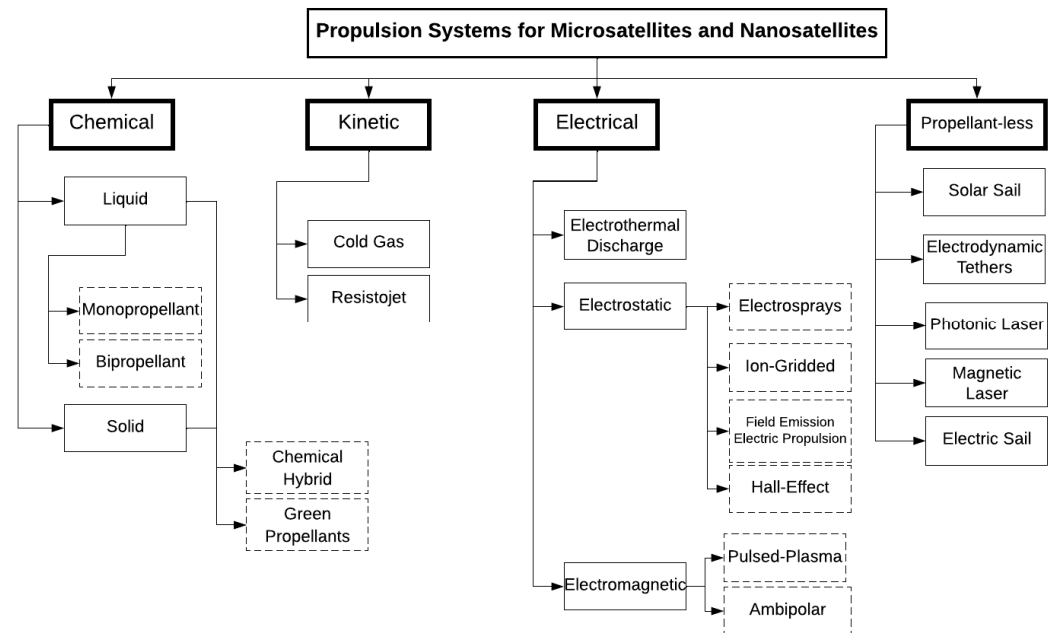 Propulsion Systems for Microsatellites and Nanosatellites
Chemical
Kinetic
Electrical
Propellant-less
Liquid
Monopropellant
Bipropellant
Solid
Chemical
Hybrid
Green
Propellants
Cold Gas
Resistojet
Electrothermal
Discharge
Electrostatic
Electrosprays
Ion-Gridded
Field Emission
Electric Propulsion
Hall-Effect
Electromagnetic
Pulsed-Plasma
Ambipolar
Solar Sail
Electrodynamic
Tethers
Photonic Laser
Magnetic
Laser
Electric Sail